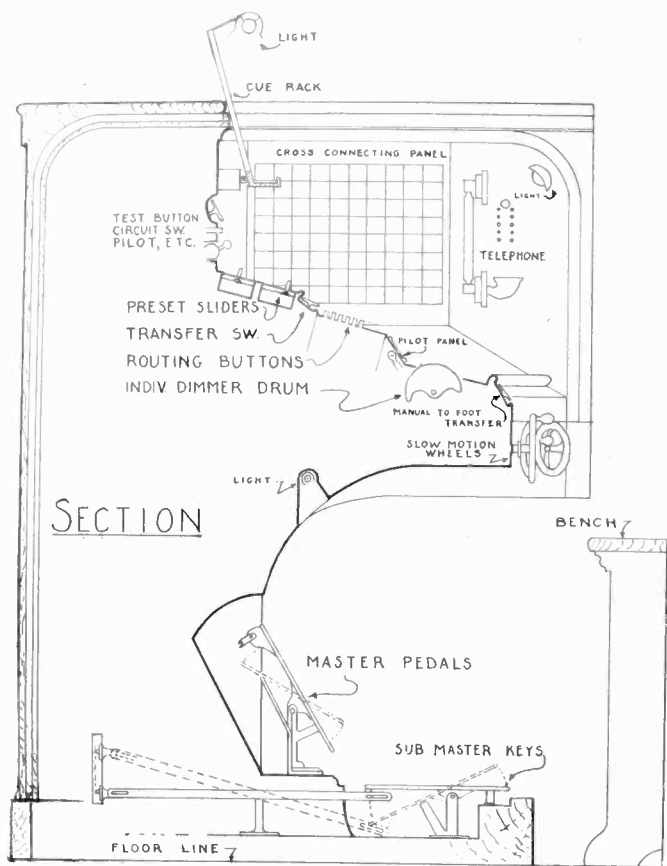 LIGHT
CUE RACK
CROSS CONNECTING PANEL
LIGHT
TEST BUTTON
CIRCUIT SW.
PILOT, ETC.
TELEPHONE
PRESET SLIDERS
TRANSFER SW.
ROUTING BUTTONS
PILOT PANEL
INDIV. DIMMER DRUM
MANUAL TO FOOT
TRANSFER
SLOW MOTION
WHEELS
LIGHT
SECTION
BENCH
MASTER PEDALS
SUB MASTER KEYS
FLOOR LINE